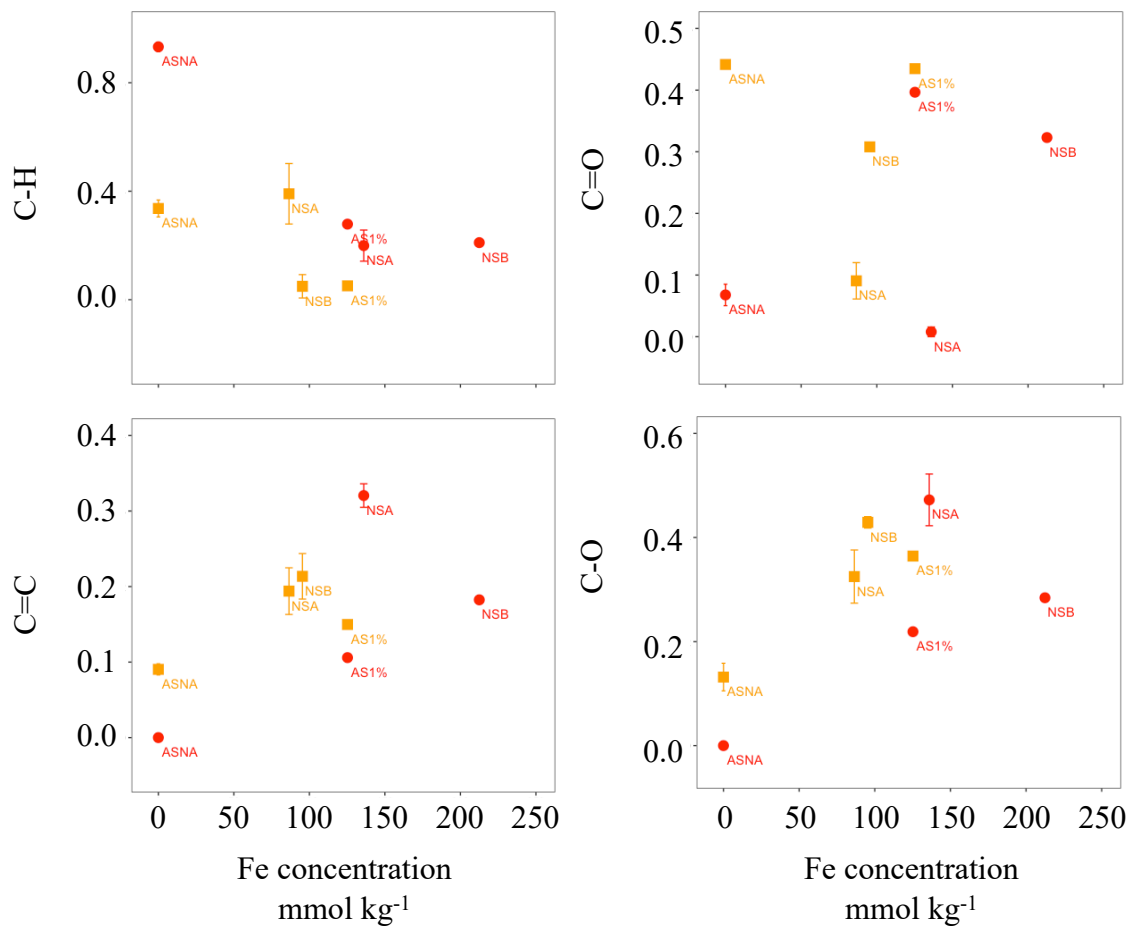 C-H
0.8
0.4
0.0
ASNA
ASNA
NSA
AS1%
NSA
NSB
NSB
AS1%
C=O
0.5
0.4
0.3
0.2
0.1
0.0
ASNA
AS1%
AS1%
NSB
NSB
NSA
ASNA
NSA
C=C
0.4
0.3
0.2
0.1
0.0
NSA
NSB
NSA
NSB
AS1%
AS1%
ASNA
ASNA
0 50 100 150 200 250
Fe concentration
mmol kg-1
C-O
0.6
0.4
0.2
0.0
NSA
NSB
AS1%
NSA
NSB
AS1%
ASNA
ASNA
0 50 100 150 200 250
Fe concentration
mmol kg-1